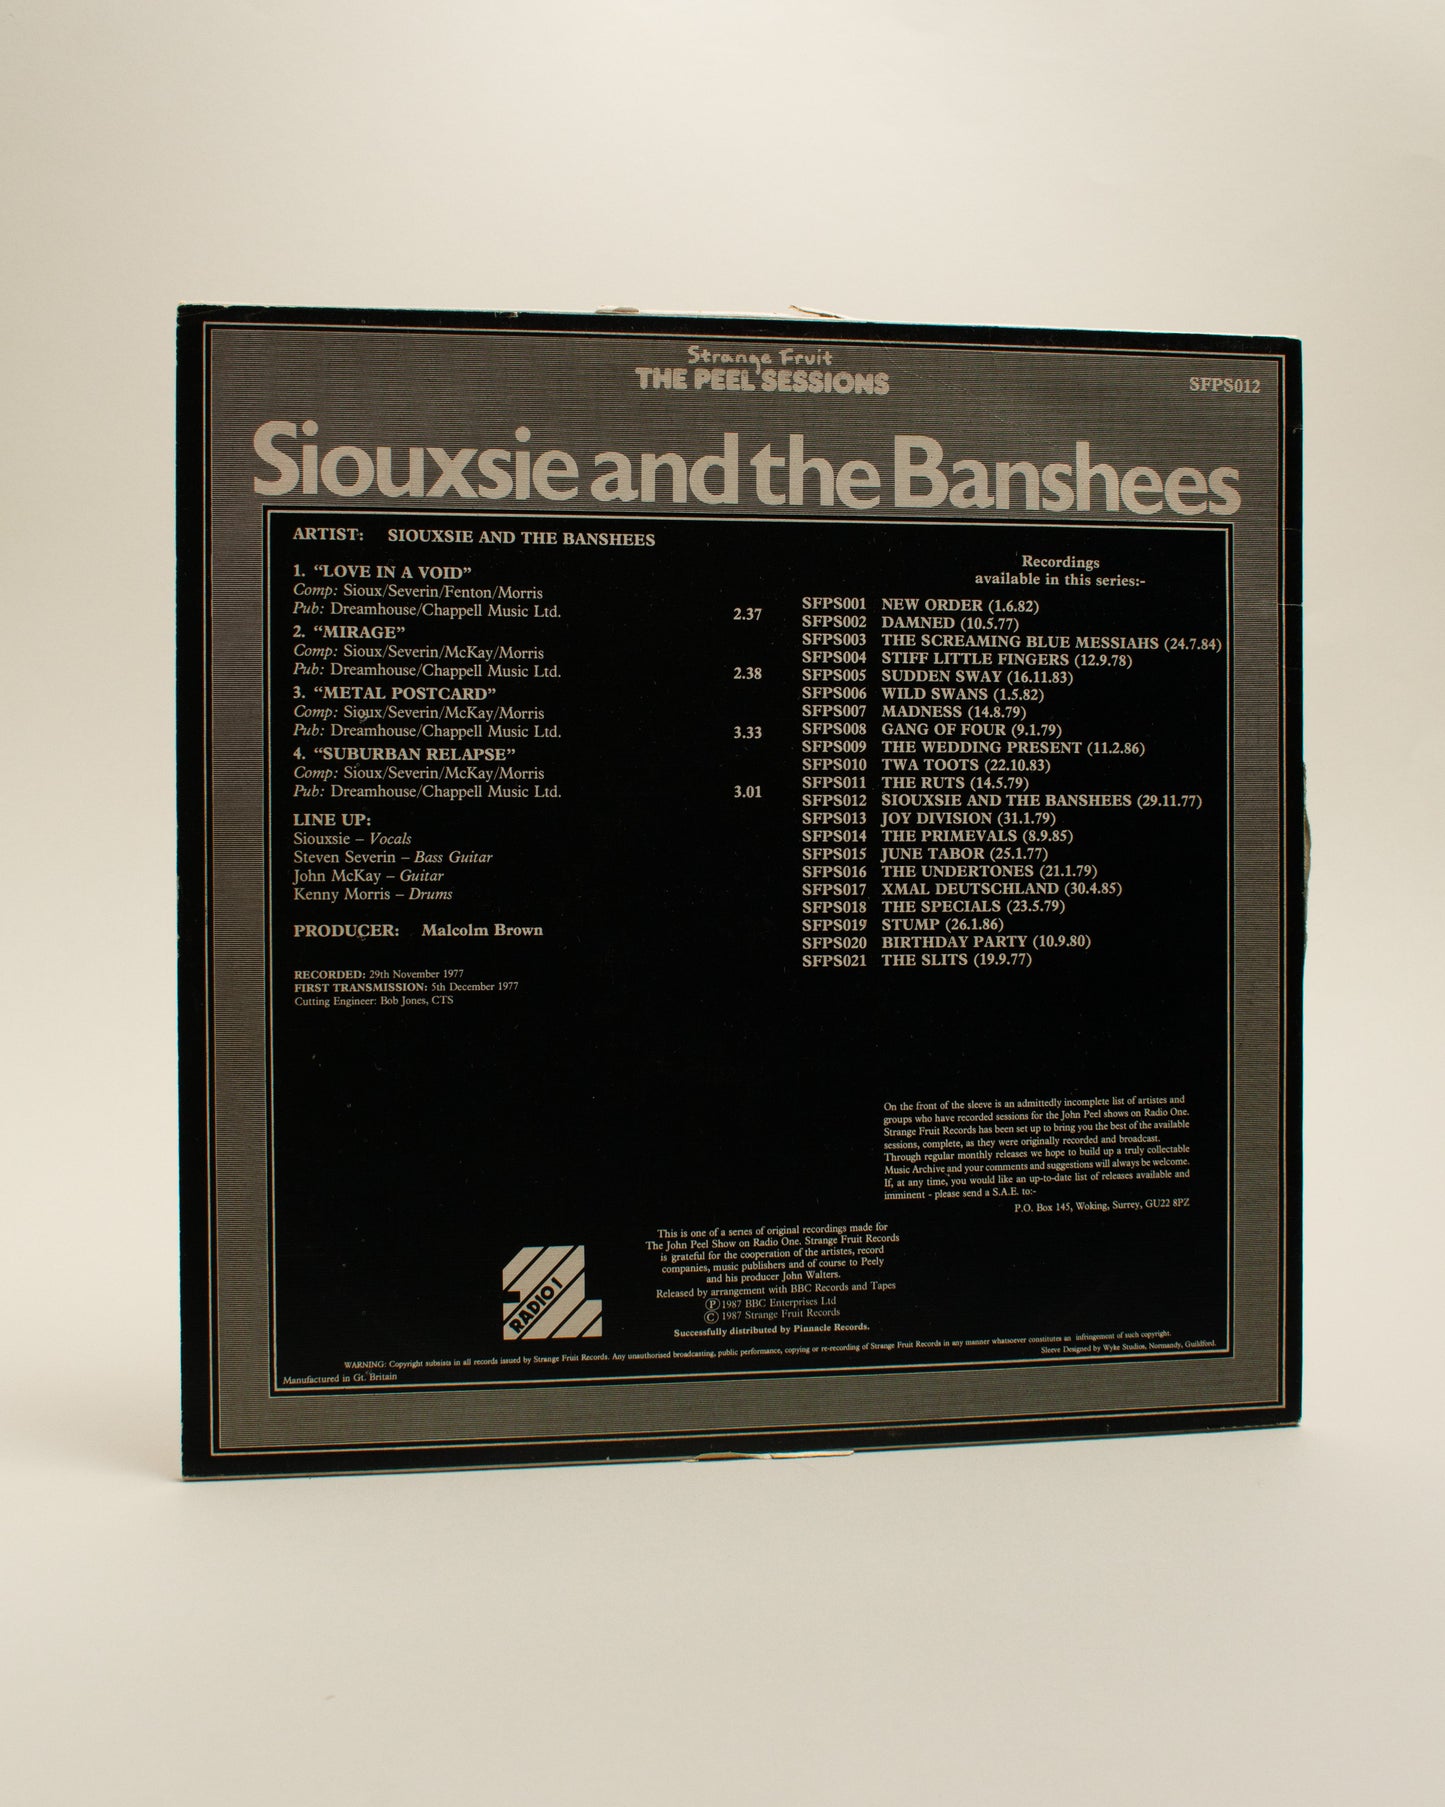 Strange Fruit
THE PEEL SESSIONS
SFPS012
Siouxsie and the Banshees
ARTIST: SIOUXSIE AND THE BANSHEES
1. “LOVE IN A VOID”
Comp: Sioux/Severin/Fenton/Morris
Pub: Dreamhouse/Chappell Music Ltd. 2.37
2. “MIRAGE”
Comp: Sioux/Severin/McKay/Morris
Pub: Dreamhouse/Chappell Music Ltd. 2.38
3. “METAL POSTCARD”
Comp: Sioux/Severin/McKay/Morris
Pub: Dreamhouse/Chappell Music Ltd. 3.33
4. “SUBURBAN RELAPSE”
Comp: Sioux/Severin/McKay/Morris
Pub: Dreamhouse/Chappell Music Ltd. 3.01
LINE UP:
Siouxsie – Vocals
Steven Severin – Bass Guitar
John McKay – Guitar
Kenny Morris – Drums
PRODUCER: Malcolm Brown
RECORDED: 29th November 1977
FIRST TRANSMISSION: 5th December 1977
Cutting Engineer: Bob Jones, CTS
Recordings
available in this series:-
SFPS001 NEW ORDER (1.6.82)
SFPS002 DAMNED (10.5.77)
SFPS003 THE SCREAMING BLUE MESSIAHS (24.7.84)
SFPS004 STIFF LITTLE FINGERS (12.9.78)
SFPS005 SUDDEN SWAY (16.11.83)
SFPS006 WILD SWANS (1.5.82)
SFPS007 MADNESS (14.8.79)
SFPS008 GANG OF FOUR (9.1.79)
SFPS009 THE WEDDING PRESENT (11.2.86)
SFPS010 TWA TOOTS (22.10.83)
SFPS011 THE RUTS (14.5.79)
SFPS012 SIOUXSIE AND THE BANSHEES (29.11.77)
SFPS013 JOY DIVISION (31.1.79)
SFPS014 THE PRIMEVALS (8.9.85)
SFPS015 JUNE TABOR (25.1.77)
SFPS016 THE UNDERTONES (21.1.79)
SFPS017 XMAL DEUTSCHLAND (30.4.85)
SFPS018 THE SPECIALS (23.5.79)
SFPS019 STUMP (26.1.86)
SFPS020 BIRTHDAY PARTY (10.9.80)
SFPS021 THE SLITS (19.9.77)
On the front of the sleeve is an admittedly incomplete list of artistes and
groups who have recorded sessions for the John Peel shows on Radio One.
Strange Fruit Records has been set up to bring you the best of the available
sessions, complete, as they were originally recorded and broadcast.
Through regular monthly releases we hope to build up a truly collectable
Music Archive and your comments and suggestions will always be welcome.
If, at any time, you would like an up-to-date list of releases available and
imminent - please send a S.A.E. to:-
P.O. Box 145, Woking, Surrey, GU22 8PZ
RADIO 1
This is one of a series of original recordings made for
The John Peel Show on Radio One. Strange Fruit Records
is grateful for the cooperation of the artistes, record
companies, music publishers and of course to Peely
and his producer John Walters.
Released by arrangement with BBC Records and Tapes
Ⓟ 1987 BBC Enterprises Ltd
© 1987 Strange Fruit Records
Successfully distributed by Pinnacle Records.
WARNING: Copyright subsists in all records issued by Strange Fruit Records. Any unauthorised broadcasting, public performance, copying or re-recording of Strange Fruit Records in any manner whatsoever constitutes an infringement of such copyright.
Sleeve Designed by Wyke Studios, Normandy, Guildford.
Manufactured in Gt. Britain